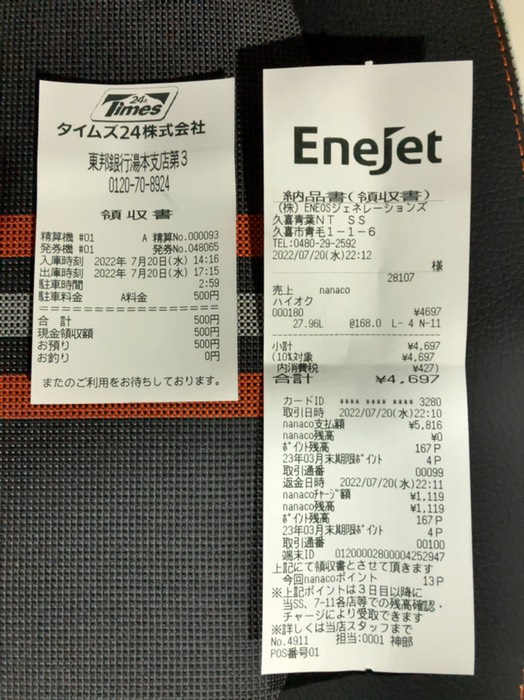 24h
Times
タイムズ24株式会社
東邦銀行湯本支店第3
0120-70-8924
領収書
精算機 #01 A 精算No.000093
発券機 #01 発券No.048065
入庫時刻 2022年 7月20日(水) 14:16
出庫時刻 2022年 7月20日(水) 17:15
駐車時間 2:59
駐車料金 A料金 500円
合 計 500円
現金領収額 500円
お預り 500円
お釣り 0円
またのご利用をお待ちしております。
EneJet
納品書(領収書)
(株)ENEOSジェネレーションズ
久喜青葉NT SS
久喜市青毛1-1-6
TEL:0480-29-2592
2022/07/20(水)22:12
様
28107
売上 nanaco
ハイオク
000180 ¥4697
27.96L @168.0 L- 4 N-11
小計 ¥4,697
(10%対象 ¥4,697
内消費税 ¥427)
合計 ¥4,697
カードID **** **** **** 3280
取引日時 2022/07/20(水)22:10
nanaco支払額 ¥5,816
nanaco残高 ¥0
ポイント残高 167P
23年03月末期限ポイント 4P
取引通番 00099
返金日時 2022/07/20(水)22:11
nanacoチャージ額 ¥1,119
nanaco残高 ¥1,119
ポイント残高 167P
23年03月末期限ポイント 4P
取引通番 00100
端末ID 01200002800004252947
上記にて領収書とさせて頂きます
今回nanacoポイント 13P
※上記ポイントは3日目以降に
当SS、7-11各店等での残高確認・
チャージにより受取できます
※詳しくは当店スタッフまで
No.4911 担当:0001 神郎
POS番号01